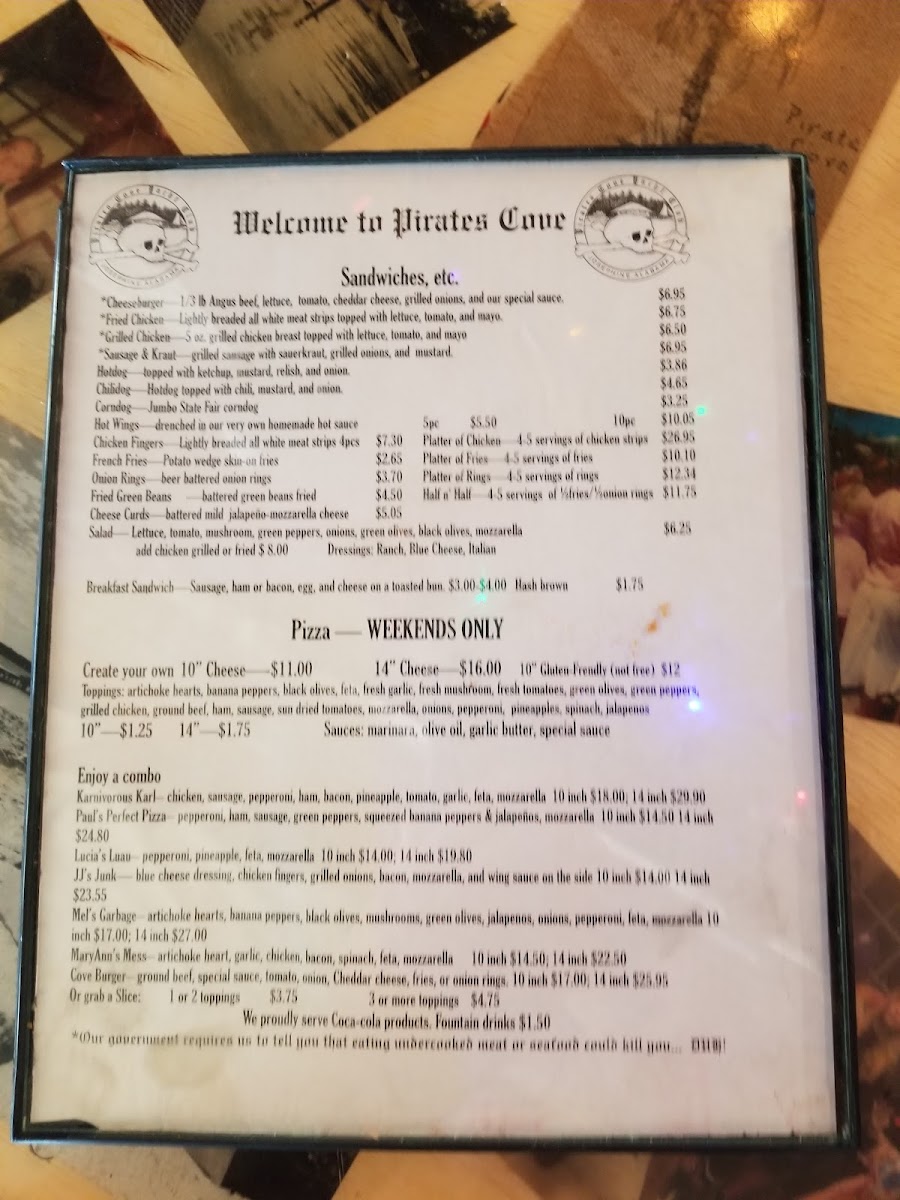 Pirate
Cove
Welcome to Pirates Cove
JOSEPHINE ALABAMA
JOSEPHINE ALABAMA
Sandwiches, etc.
*Cheeseburger—1/3 lb Angus beef, lettuce, tomato, cheddar cheese, grilled onions, and our special sauce. $6.95
*Fried Chicken—Lightly breaded all white meat strips topped with lettuce, tomato, and mayo. $6.75
*Grilled Chicken—5 oz. grilled chicken breast topped with lettuce, tomato, and mayo $6.50
*Sausage & Kraut—grilled sausage with sauerkraut, grilled onions, and mustard. $6.95
Hotdog—topped with ketchup, mustard, relish, and onion. $3.86
Chilidog—Hotdog topped with chili, mustard, and onion. $4.65
Corndog—Jumbo State Fair corndog $3.25
Hot Wings—drenched in our very own homemade hot sauce 5pc $5.50 10pc $10.05
Chicken Fingers—Lightly breaded all white meat strips 4pcs $7.30 Platter of Chicken—4-5 servings of chicken strips $26.95
French Fries—Potato wedge skin-on fries $2.65 Platter of Fries—4-5 servings of fries $10.10
Onion Rings—beer battered onion rings $3.70 Platter of Rings—4-5 servings of rings $12.34
Fried Green Beans —battered green beans fried $4.50 Half n' Half—4-5 servings of ½fries/½onion rings $11.75
Cheese Curds—battered mild jalapeño-mozzarella cheese $5.05
Salad—Lettuce, tomato, mushroom, green peppers, onions, green olives, black olives, mozzarella $6.25
add chicken grilled or fried $ 8.00 Dressings: Ranch, Blue Cheese, Italian
Breakfast Sandwich—Sausage, ham or bacon, egg, and cheese on a toasted bun. $3.00-$4.00 Hash brown $1.75
Pizza — WEEKENDS ONLY
Create your own 10” Cheese—$11.00 14” Cheese—$16.00 10” Gluten-Friendly (not free) $12
Toppings: artichoke hearts, banana peppers, black olives, feta, fresh garlic, fresh mushroom, fresh tomatoes, green olives, green peppers,
grilled chicken, ground beef, ham, sausage, sun dried tomatoes, mozzarella, onions, pepperoni, pineapples, spinach, jalapenos
10”—$1.25 14”—$1.75 Sauces: marinara, olive oil, garlic butter, special sauce
Enjoy a combo
Karnivorous Karl—chicken, sausage, pepperoni, ham, bacon, pineapple, tomato, garlic, feta, mozzarella 10 inch $18.00; 14 inch $29.90
Paul's Perfect Pizza—pepperoni, ham, sausage, green peppers, squeezed banana peppers & jalapeños, mozzarella 10 inch $14.50 14 inch
$24.80
Lucia's Luau—pepperoni, pineapple, feta, mozzarella 10 inch $14.00; 14 inch $19.80
JJ's Junk—blue cheese dressing, chicken fingers, grilled onions, bacon, mozzarella, and wing sauce on the side 10 inch $14.00 14 inch
$23.55
Mel's Garbage—artichoke hearts, banana peppers, black olives, mushrooms, green olives, jalapenos, onions, pepperoni, feta, mozzarella 10
inch $17.00; 14 inch $27.00
MaryAnn's Mess—artichoke heart, garlic, chicken, bacon, spinach, feta, mozzarella 10 inch $14.50; 14 inch $22.50
Cove Burger—ground beef, special sauce, tomato, onion, Cheddar cheese, fries, or onion rings. 10 inch $17.00; 14 inch $25.95
Or grab a Slice: 1 or 2 toppings $3.75 3 or more toppings $4.75
We proudly serve Coca-cola products. Fountain drinks $1.50
*Our government requires us to tell you that eating undercooked meat or seafood could kill you... DUH!